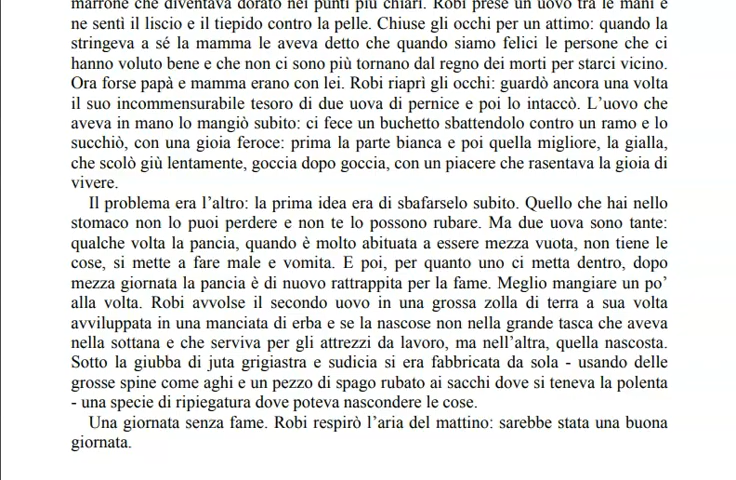 marrone che diventava dorato nei punti più chiari. Robi prese un uovo tra le mani e
ne sentì il liscio e il tiepido contro la pelle. Chiuse gli occhi per un attimo: quando la
stringeva a sé la mamma le aveva detto che quando siamo felici le persone che ci
hanno voluto bene e che non ci sono più tornano dal regno dei morti per starci vicino.
Ora forse papà e mamma erano con lei. Robi riaprì gli occhi: guardò ancora una volta
il suo incommensurabile tesoro di due uova di pernice e poi lo intaccò. L'uovo che
aveva in mano lo mangiò subito: ci fece un buchetto sbattendolo contro un ramo e lo
succhiò, con una gioia feroce: prima la parte bianca e poi quella migliore, la gialla,
che scolò giù lentamente, goccia dopo goccia, con un piacere che rasentava la gioia di
vivere.
Il problema era l'altro: la prima idea era di sbafarselo subito. Quello che hai nello
stomaco non lo puoi perdere e non te lo possono rubare. Ma due uova sono tante:
qualche volta la pancia, quando è molto abituata a essere mezza vuota, non tiene le
cose, si mette a fare male e vomita. E poi, per quanto uno ci metta dentro, dopo
mezza giornata la pancia è di nuovo rattrappita per la fame. Meglio mangiare un po'
alla volta. Robi avvolse il secondo uovo in una grossa zolla di terra a sua volta
avviluppata in una manciata di erba e se la nascose non nella grande tasca che aveva
nella sottana e che serviva per gli attrezzi da lavoro, ma nell'altra, quella nascosta.
Sotto la giubba di juta grigiastra e sudicia si era fabbricata da sola - usando delle
grosse spine come aghi e un pezzo di spago rubato ai sacchi dove si teneva la polenta
- una specie di ripiegatura dove poteva nascondere le cose.
Una giornata senza fame. Robi respirò l'aria del mattino: sarebbe stata una buona
giornata.